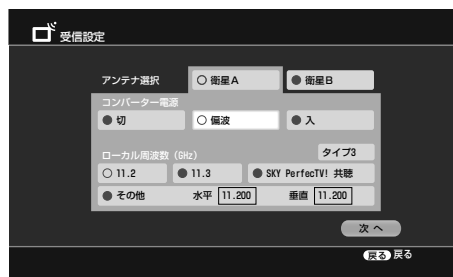 受信設定
アンテナ選択 ○ 衛星A ● 衛星B
コンバーター電源
● 切 ○ 偏波 ● 入
ローカル周波数 (GHz) タイプ3
○ 11.2 ● 11.3 ● SKY PerfecTV! 共聴
● その他 水平 11.200 垂直 11.200
次 へ
戻る 戻る